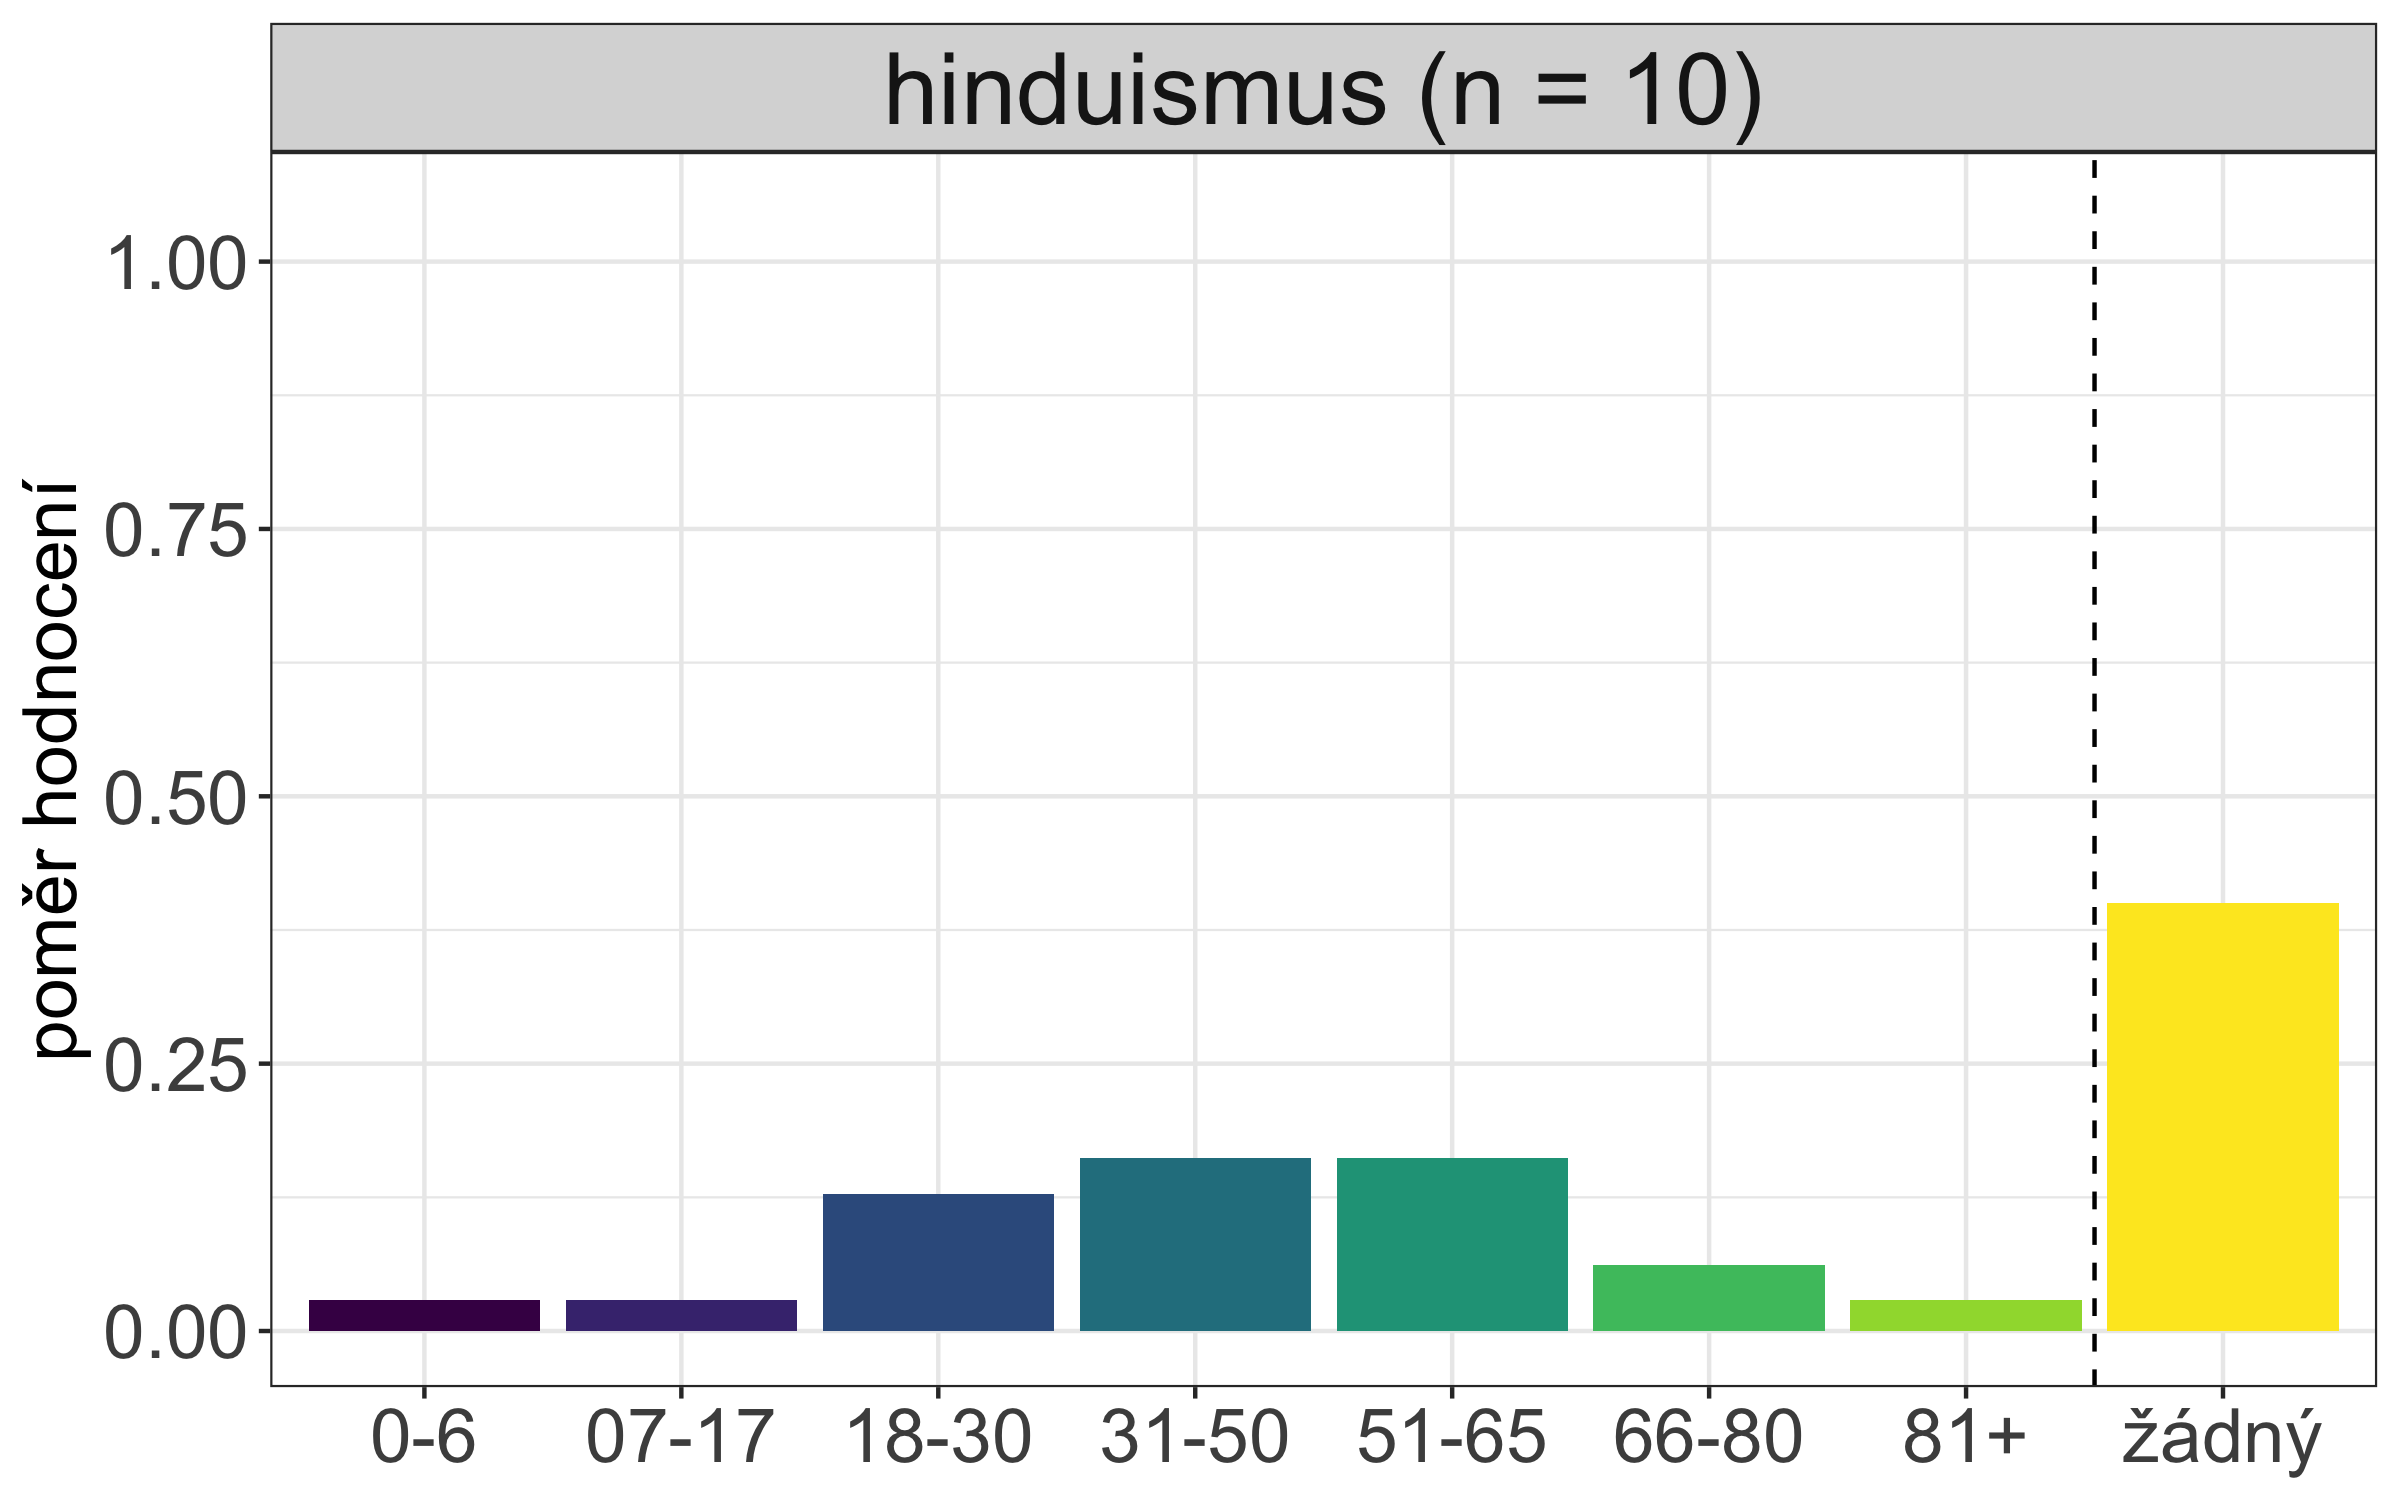 hinduismus (n = 10)
poměr hodnocení
1.00
0.75
0.50
0.25
0.00
0-6 07-17 18-30 31-50 51-65 66-80 81+ žádný